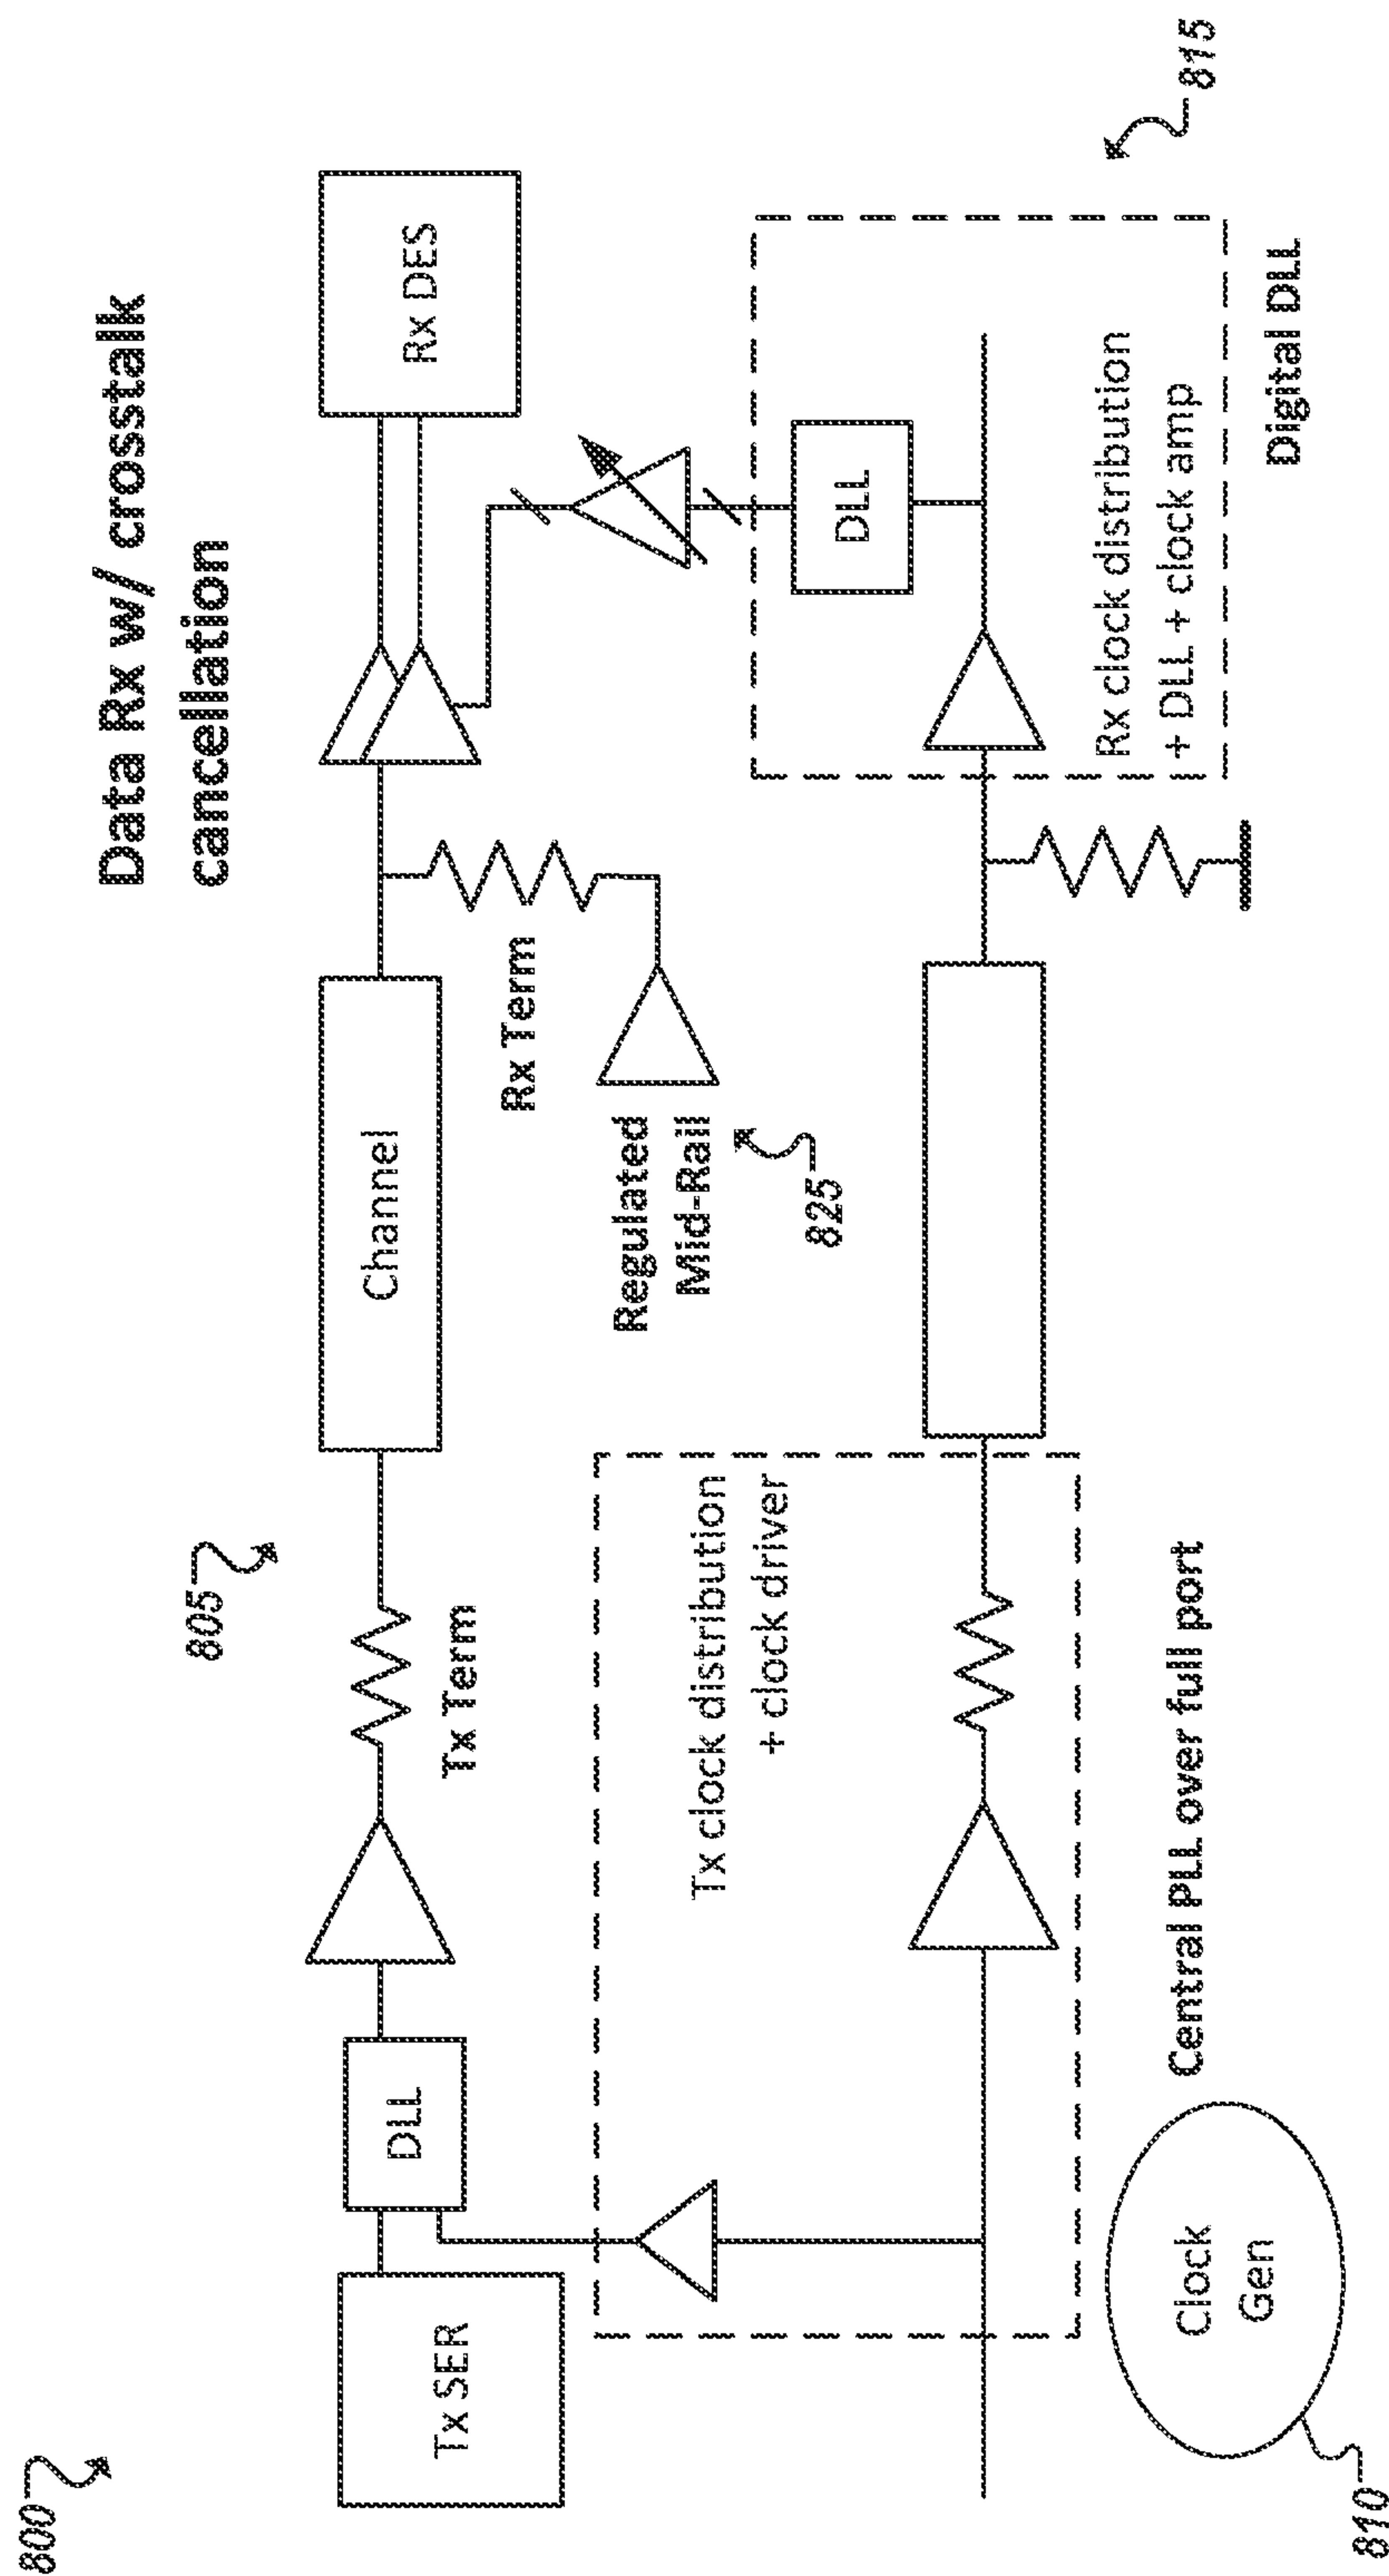 800
805
Data Rx w/ crosstalk
cancellation
Tx SER
DLL
Tx Term
Channel
Rx Term
Rx DES
Regulated
Mid-Rail
825
Tx clock distribution
+ clock driver
DLL
Rx clock distribution
+ DLL + clock amp
815
Clock
Gen
Central PLL over full port
Digital DLL
810